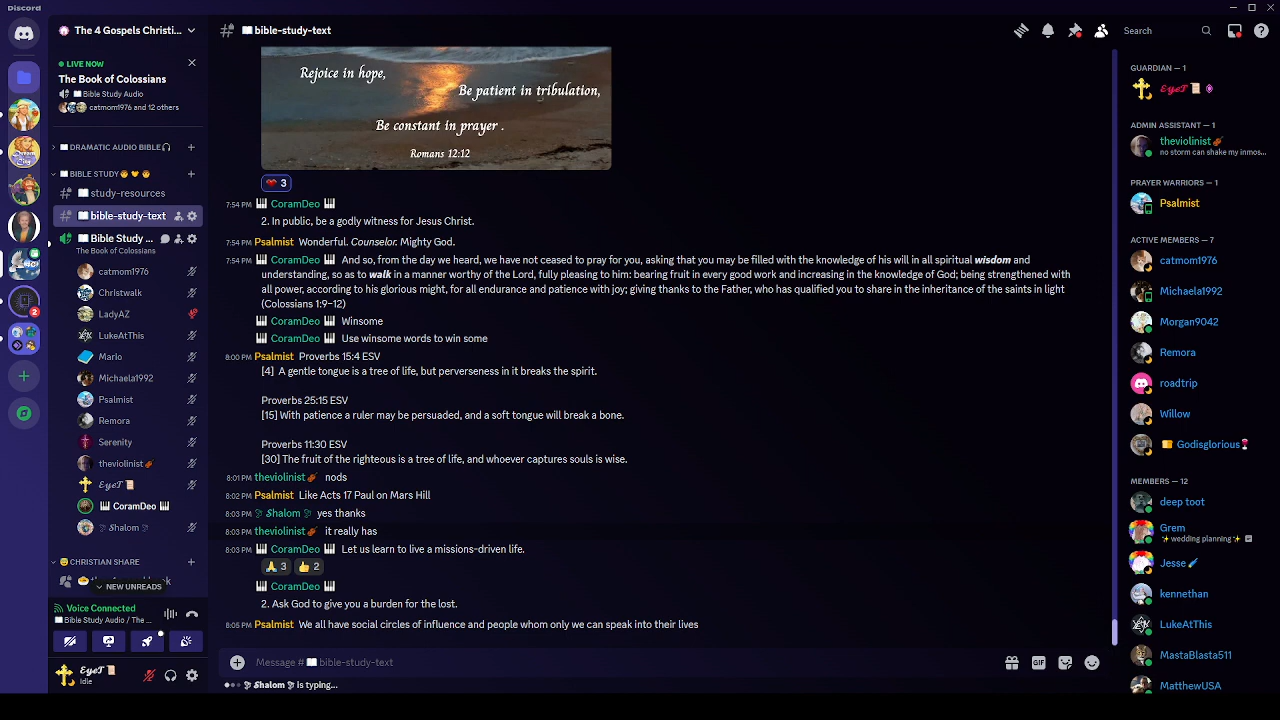 Discord
The 4 Gospels Christi...
LIVE NOW
The Book of Colossians
📖Bible Study Audio
catmom1976 and 12 others
DRAMATIC AUDIO BIBLE🎧
BIBLE STUDY
📖study-resources
📖bible-study-text
📖Bible Study ...
The Book of Colossians
catmom1976
Christwalk
LadyAZ
LukeAtThis
Mario
Michaela1992
Psalmist
Remora
Serenity
theviolinist🎻
𝓔𝔂𝓮𝓣 📜
🎹 CoramDeo 🎹
🕊 Shalom 🕊
CHRISTIAN SHARE
NEW UNREADS
Voice Connected
📖Bible Study Audio / The ...
𝓔𝔂𝓮𝓣 📜
Idle
2
📖bible-study-text
Search
Rejoice in hope,
Be patient in tribulation,
Be constant in prayer .
Romans 12:12
❤️ 3
7:54 PM 🎹 CoramDeo 🎹
2. In public, be a godly witness for Jesus Christ.
7:54 PM Psalmist Wonderful. Counselor. Mighty God.
7:54 PM 🎹 CoramDeo 🎹 And so, from the day we heard, we have not ceased to pray for you, asking that you may be filled with the knowledge of his will in all spiritual wisdom and
understanding, so as to walk in a manner worthy of the Lord, fully pleasing to him: bearing fruit in every good work and increasing in the knowledge of God; being strengthened
with all power, according to his glorious might, for all endurance and patience with joy; giving thanks to the Father, who has qualified you to share in the inheritance of the saints in light
(Colossians 1:9–12)
🎹 CoramDeo 🎹 Winsome
🎹 CoramDeo 🎹 Use winsome words to win some
8:00 PM Psalmist Proverbs 15:4 ESV
[4] A gentle tongue is a tree of life, but perverseness in it breaks the spirit.
Proverbs 25:15 ESV
[15] With patience a ruler may be persuaded, and a soft tongue will break a bone.
Proverbs 11:30 ESV
[30] The fruit of the righteous is a tree of life, and whoever captures souls is wise.
8:01 PM theviolinist🎻 nods
8:02 PM Psalmist Like Acts 17 Paul on Mars Hill
8:03 PM 🕊 Shalom 🕊 yes thanks
8:03 PM theviolinist🎻 it really has
8:03 PM 🎹 CoramDeo 🎹 Let us learn to live a missions-driven life.
🙏 3 👍 2
🎹 CoramDeo 🎹
2. Ask God to give you a burden for the lost.
8:05 PM Psalmist We all have social circles of influence and people whom only we can speak into their lives
Message #📖bible-study-text
GIF
🕊 Shalom 🕊 is typing...
GUARDIAN — 1
𝓔𝔂𝓮𝓣 📜
ADMIN ASSISTANT — 1
theviolinist🎻
no storm can shake my inmos...
PRAYER WARRIORS — 1
Psalmist
ACTIVE MEMBERS — 7
catmom1976
Michaela1992
Morgan9042
Remora
roadtrip
Willow
🍞 Godisglorious🍷
MEMBERS — 12
deep toot
Grem
✨ wedding planning ✨
Jesse
kennethan
LukeAtThis
MastaBlasta511
MatthewUSA